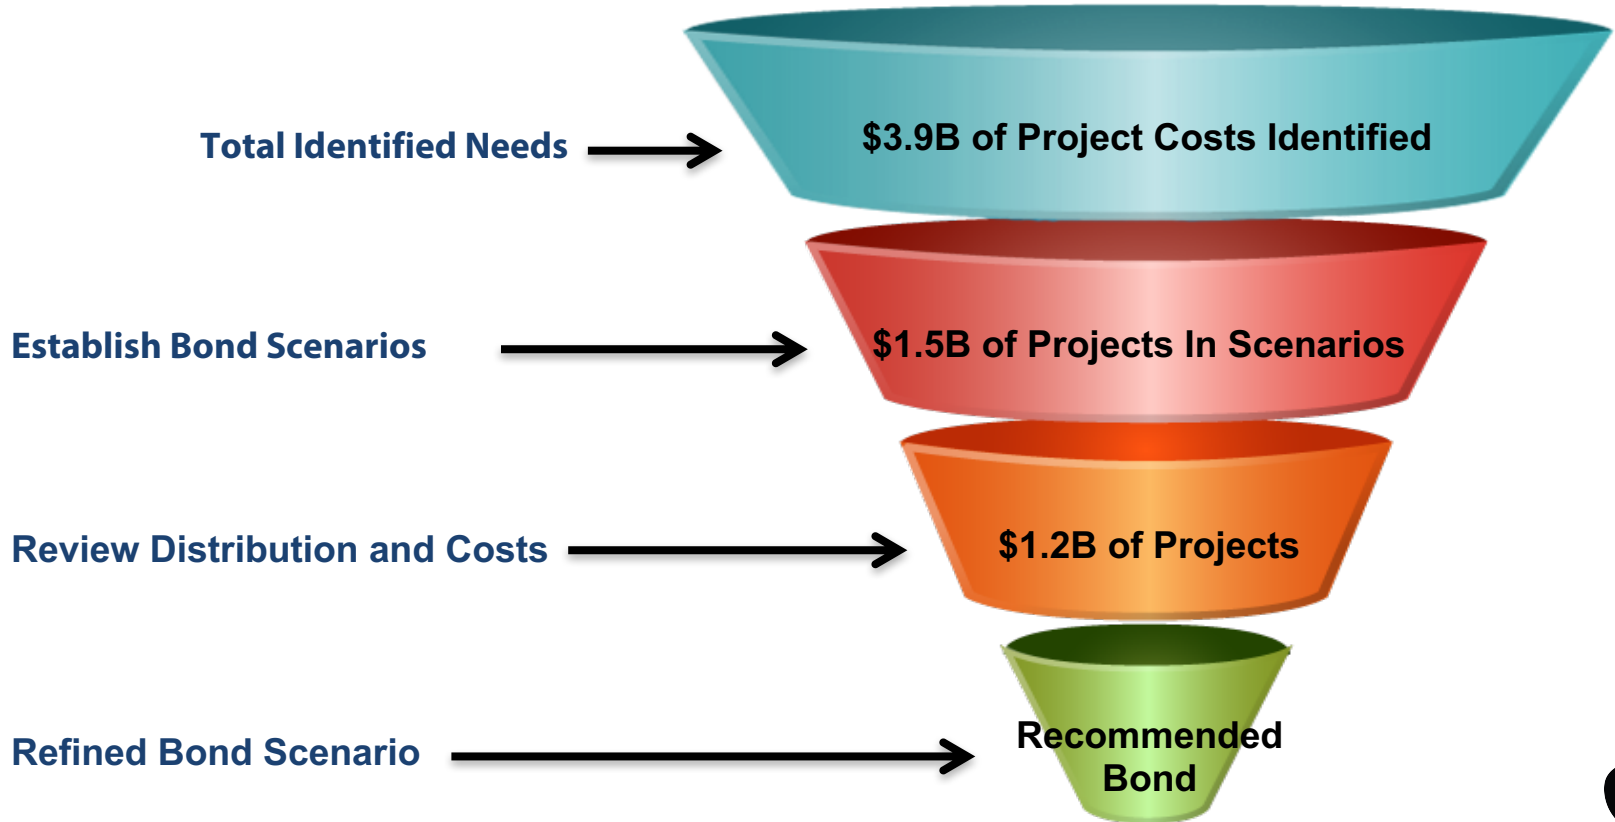 Total Identified Needs
$3.9B of Project Costs Identified
Establish Bond Scenarios
$1.5B of Projects In Scenarios
Review Distribution and Costs
$1.2B of Projects
Refined Bond Scenario
Recommended
Bond